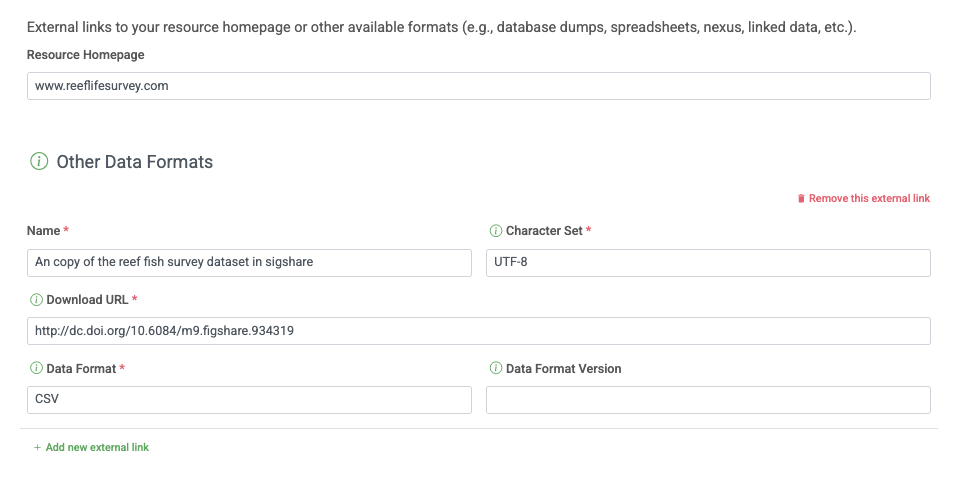 External links to your resource homepage or other available formats (e.g., database dumps, spreadsheets, nexus, linked data, etc.).
Resource Homepage
www.reeflifesurvey.com
Other Data Formats
Remove this external link
Name *
Character Set *
An copy of the reef fish survey dataset in sigshare
UTF-8
Download URL *
http://dc.doi.org/10.6084/m9.figshare.934319
Data Format *
Data Format Version
CSV
+ Add new external link